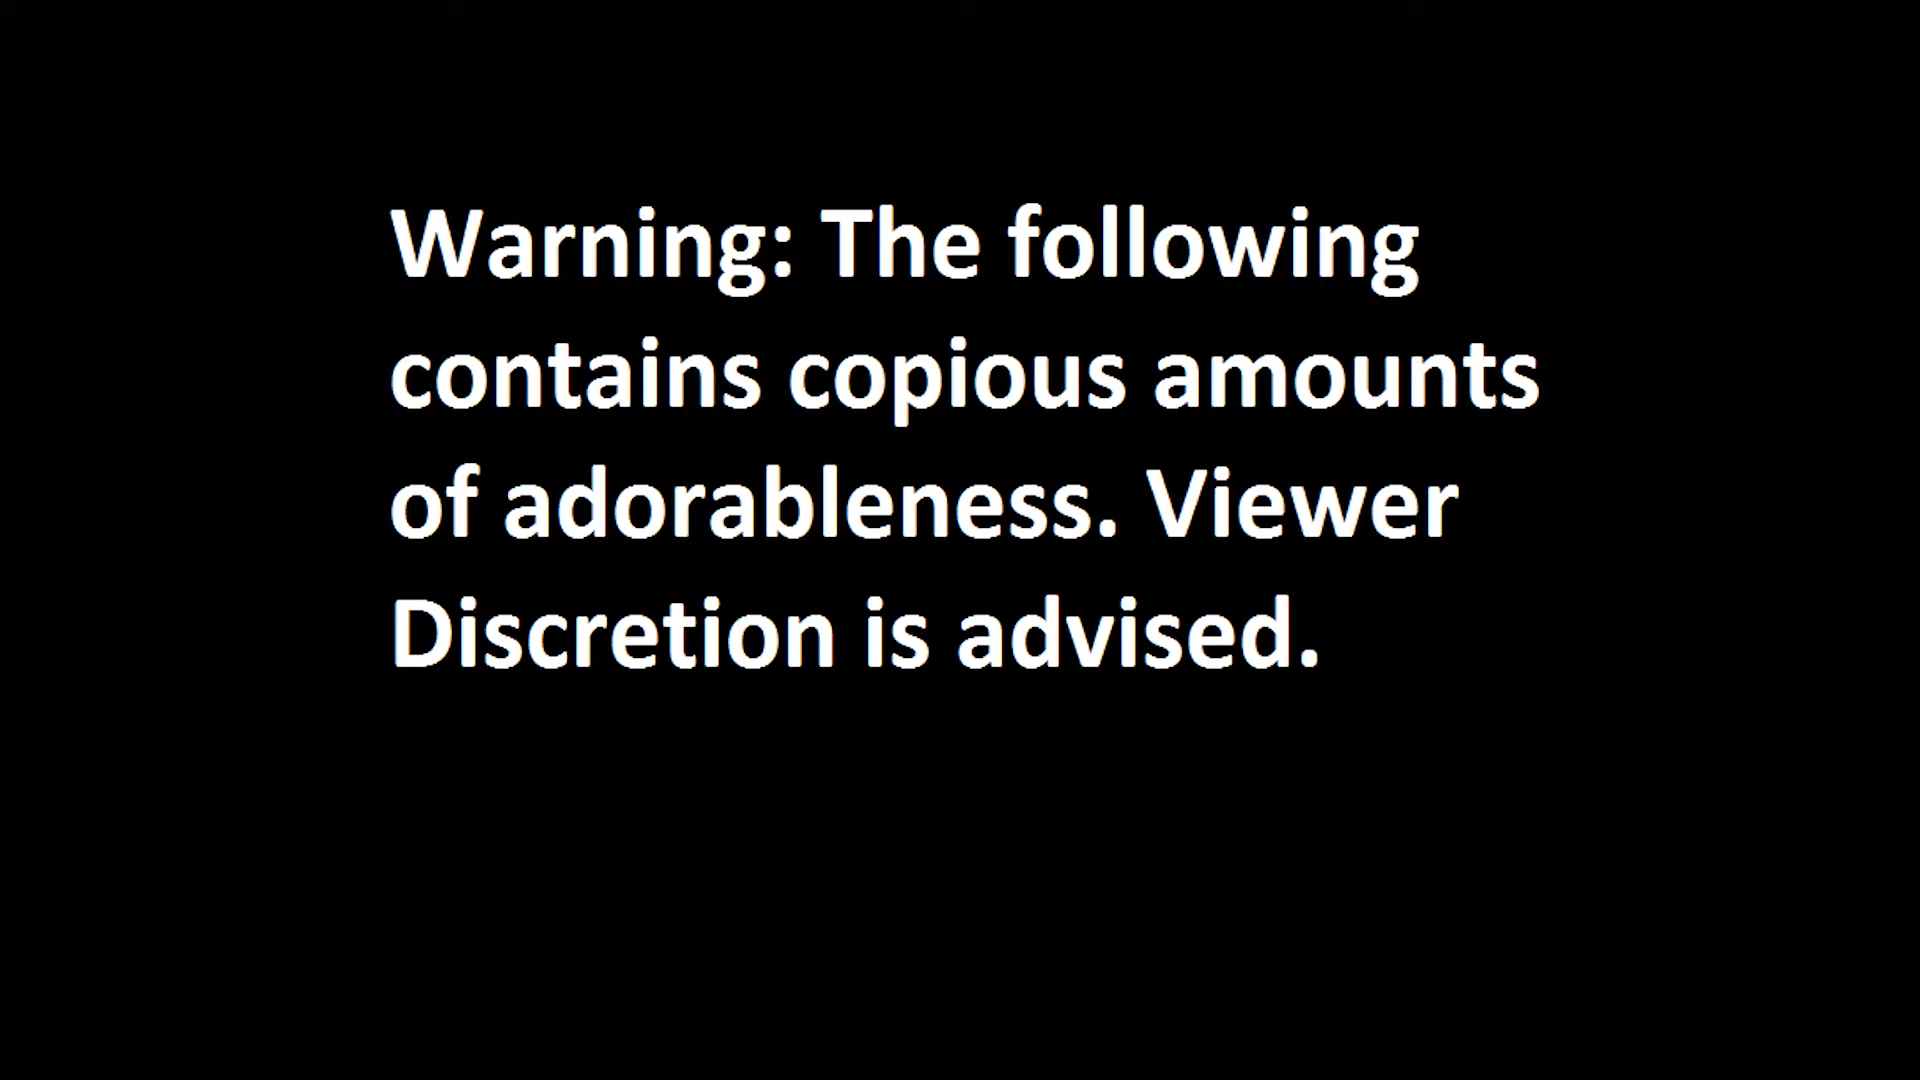 Warning: The following
contains copious amounts
of adorableness. Viewer
Discretion is advised.